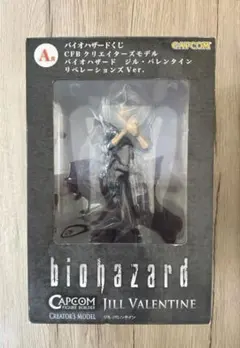 A賞
バイオハザードくじ
CAPCOM
CFBクリエイターズモデル
バイオハザード ジル・バレンタイン
リベレーションズVer.
biohazard
CAPCOM JILL VALENTINE
FIGURE BUILDER
CREATOR'S MODEL ジル・バレンタイン